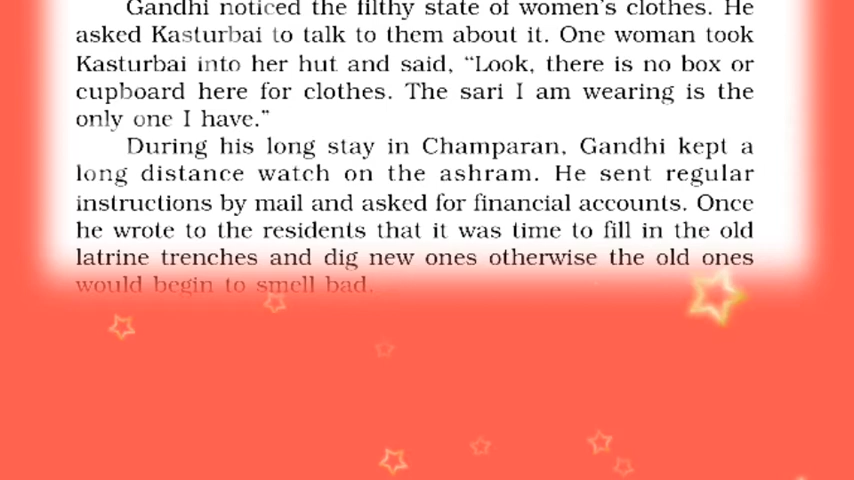 Gandhi noticed the filthy state of women's clothes. He
asked Kasturbai to talk to them about it. One woman took
Kasturbai into her hut and said, “Look, there is no box or
cupboard here for clothes. The sari I am wearing is the
only one I have.”
During his long stay in Champaran, Gandhi kept a
long distance watch on the ashram. He sent regular
instructions by mail and asked for financial accounts. Once
he wrote to the residents that it was time to fill in the old
latrine trenches and dig new ones otherwise the old ones
would begin to smell bad.